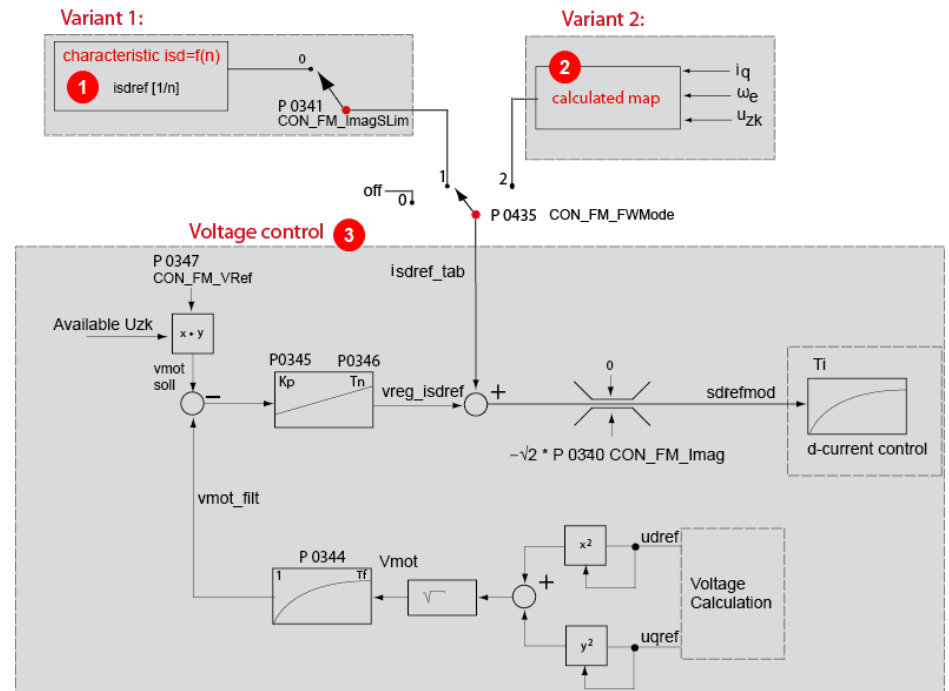 Variant 1:
Variant 2:
characteristic isd=f(n)
1
isdref [1/n]
0
P 0341
CON_FM_ImagSLim
2
calculated map
iq
ωe
uzk
off
0
1
2
P 0435 CON_FM_FWMode
Voltage control 3
isdref_tab
P 0347
CON_FM_VRef
Available Uzk
x • y
vmot
soll
−
P0345 P0346
Kp Tn
vreg_isdref
+
0
−√2 * P 0340 CON_FM_Imag
sdrefmod
Ti
d-current control
vmot_filt
P 0344
1 Tf
Vmot
√
+
x²
udref
Voltage
Calculation
y²
uqref